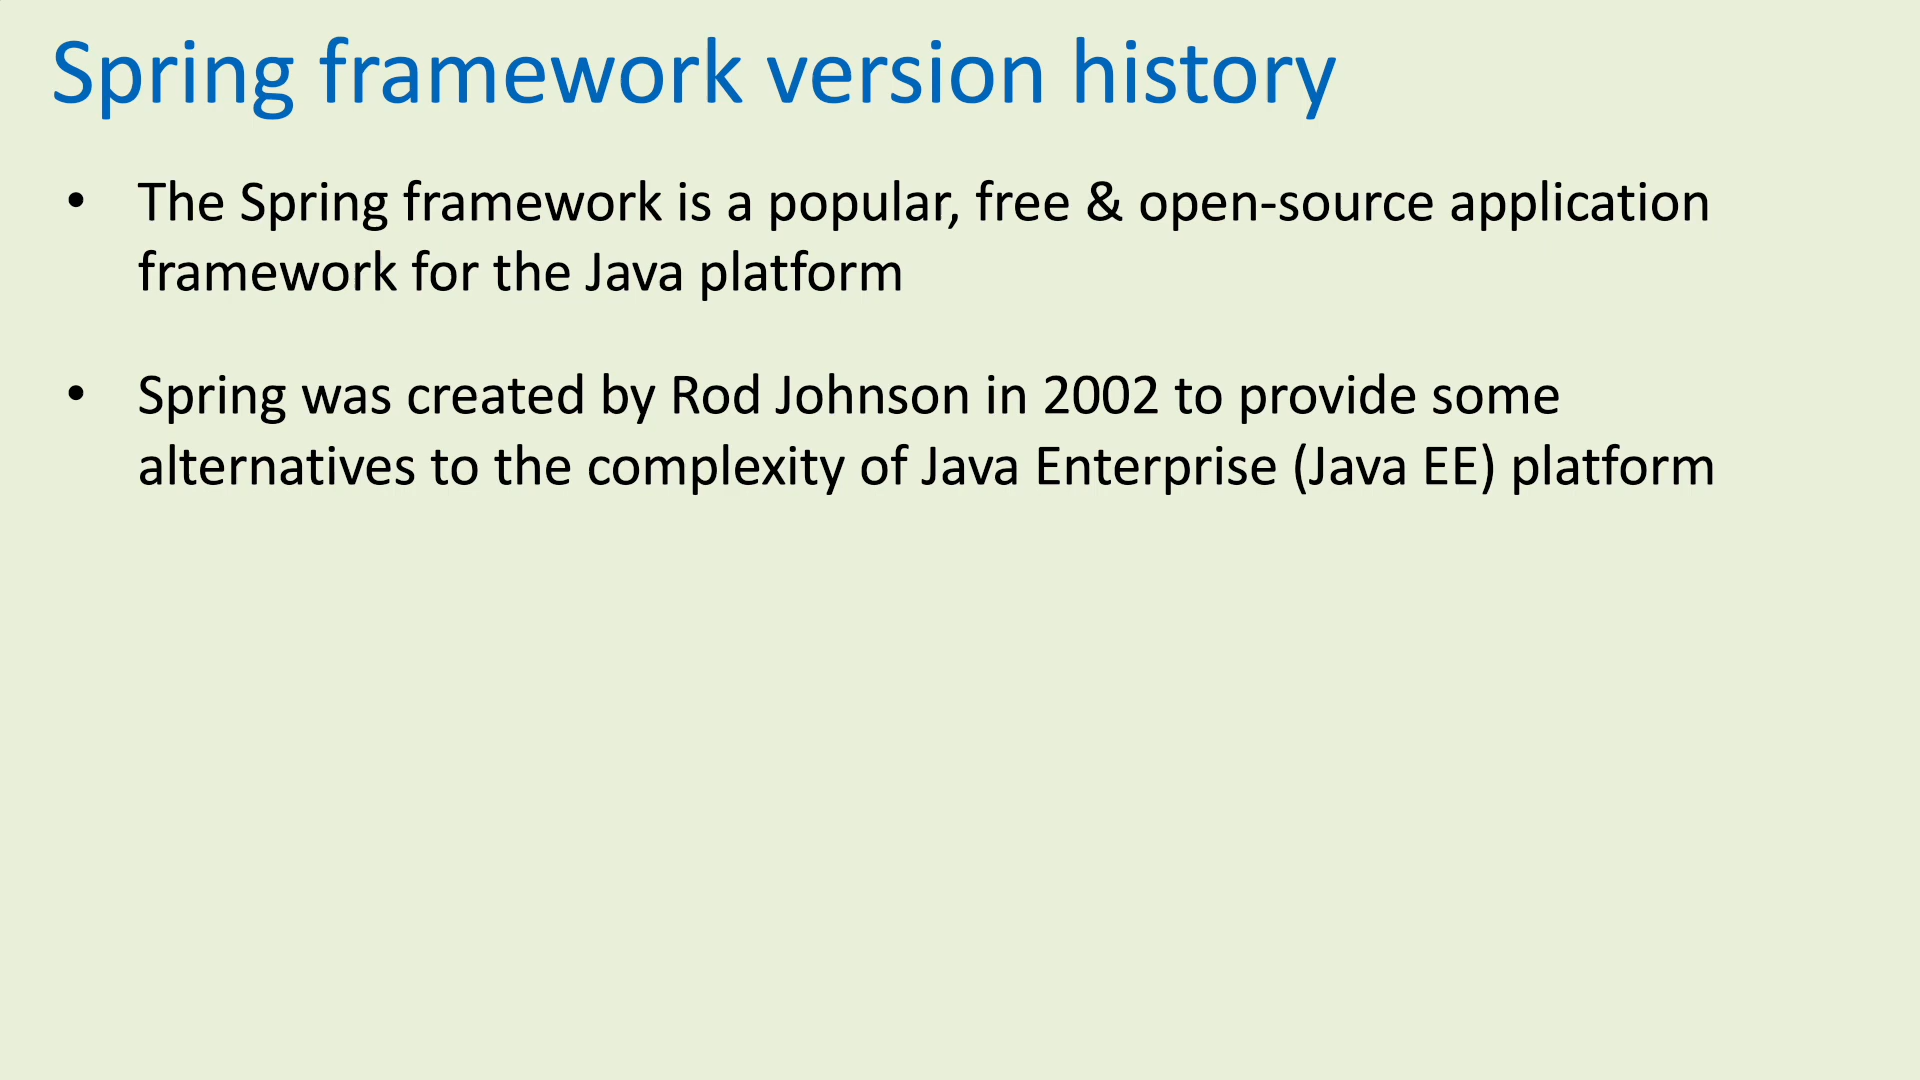 Spring framework version history
• The Spring framework is a popular, free & open-source application
framework for the Java platform
• Spring was created by Rod Johnson in 2002 to provide some
alternatives to the complexity of Java Enterprise (Java EE) platform